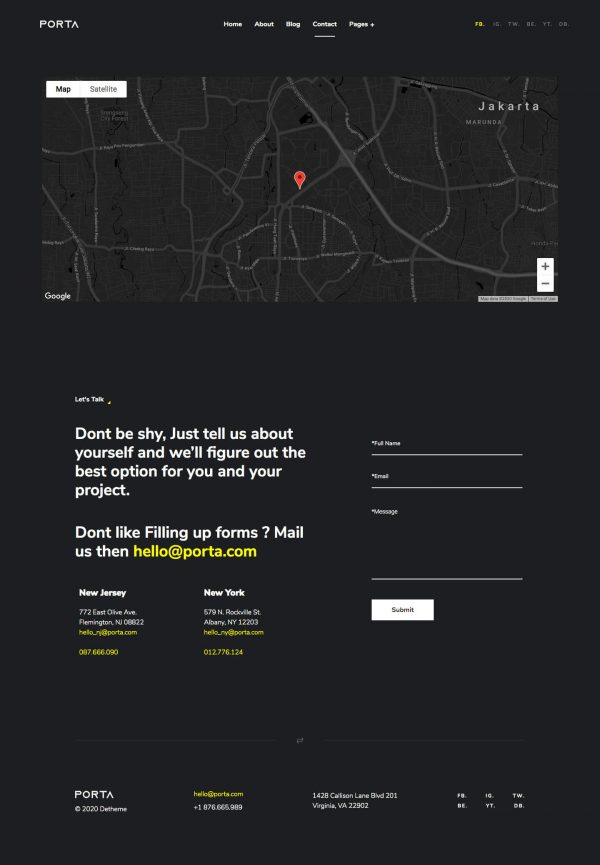 PORTA
Home About Blog Contact Pages +
FB. IG. TW. BE. YT. DB.
Map Satellite
Jakarta
MARUNDA
Google
Map data ©2020 Google Terms of Use
Let's Talk
Dont be shy, Just tell us about
yourself and we'll figure out the
best option for you and your
project.
Dont like Filling up forms ? Mail
us then hello@porta.com
New Jersey
772 East Olive Ave.
Flemington, NJ 08822
hello_nj@porta.com
087.666.090
New York
579 N. Rockville St.
Albany, NY 12203
hello_ny@porta.com
012.776.124
*Full Name
*Email
*Message
Submit
PORTA
© 2020 Detheme
hello@porta.com
+1 876.665.989
1428 Callison Lane Blvd 201
Virginia, VA 22902
FB. IG. TW.
BE. YT. DB.